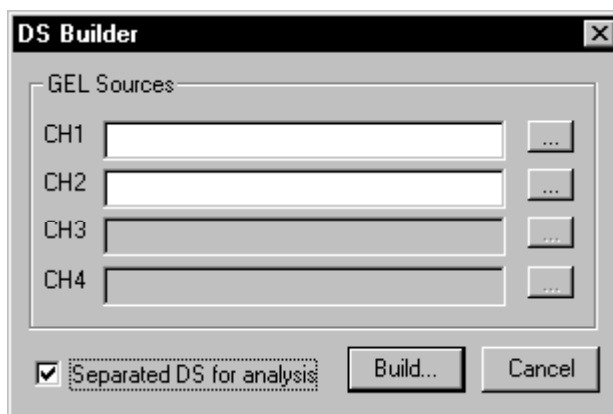 DS Builder
GEL Sources
CH1 ...
CH2 ...
CH3 ...
CH4 ...
Separated DS for analysis Build... Cancel